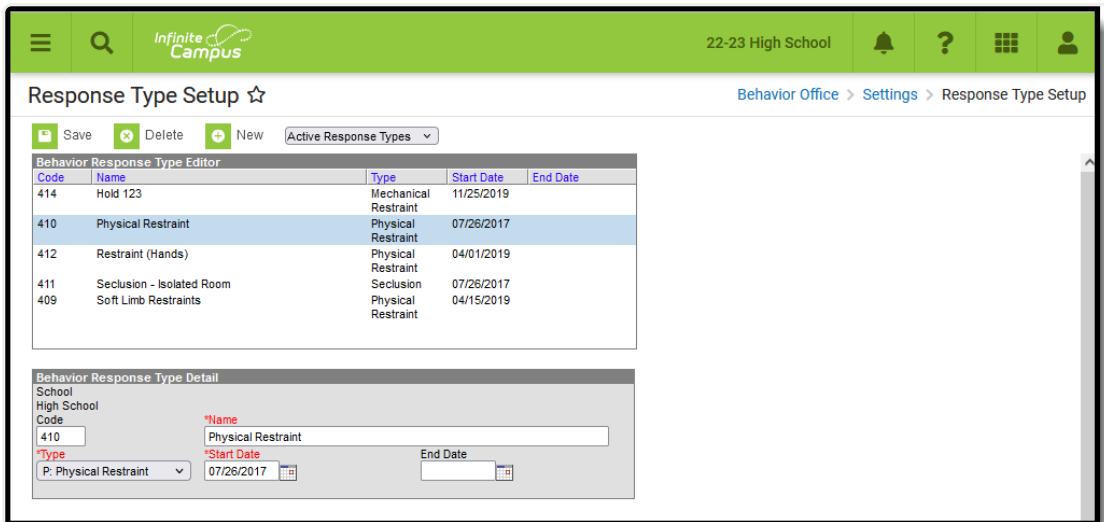 Infinite Campus
22-23 High School
?
Response Type Setup
Behavior Office > Settings > Response Type Setup
Save Delete New Active Response Types
Behavior Response Type Editor
Code Name Type Start Date End Date
414 Hold 123 Mechanical Restraint 11/25/2019
410 Physical Restraint Physical Restraint 07/26/2017
412 Restraint (Hands) Physical Restraint 04/01/2019
411 Seclusion - Isolated Room Seclusion 07/26/2017
409 Soft Limb Restraints Physical Restraint 04/15/2019
Behavior Response Type Detail
School
High School
Code *Name
410 Physical Restraint
*Type *Start Date End Date
P: Physical Restraint 07/26/2017